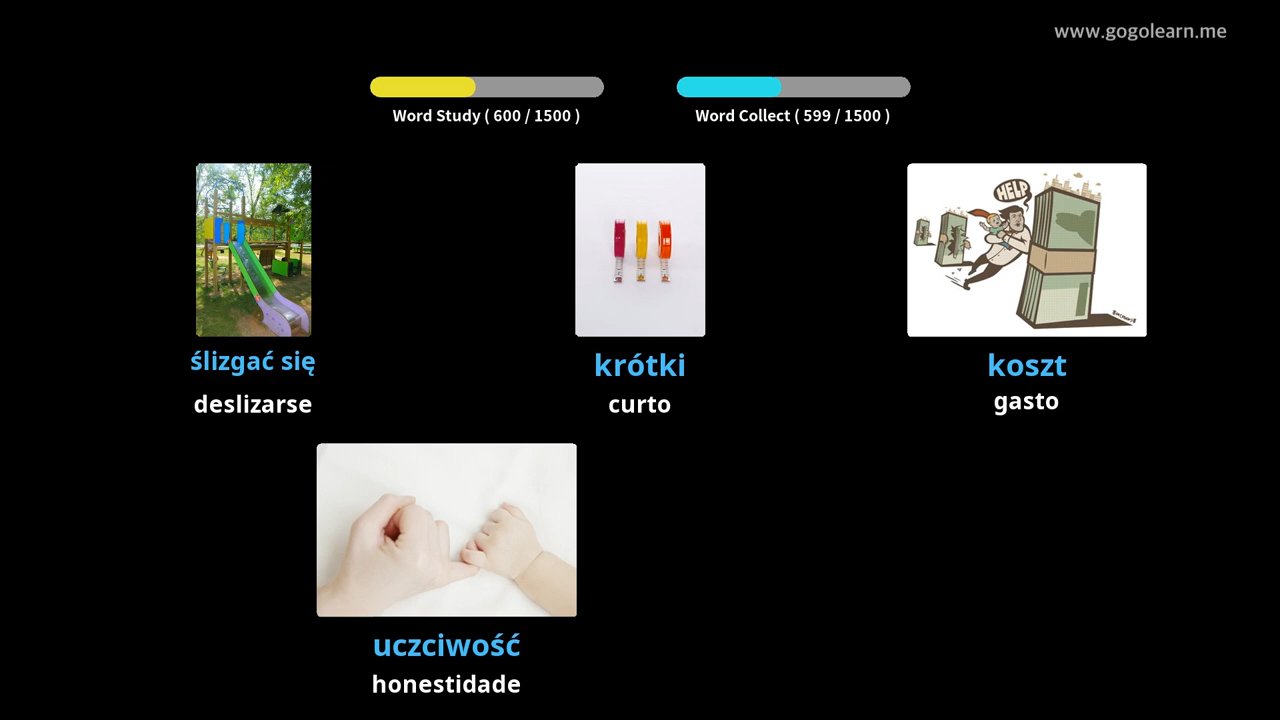 www.gogolearn.me
Word Study ( 600 / 1500 )
Word Collect ( 599 / 1500 )
HELP
ślizgać się
krótki
koszt
deslizarse
curto
gasto
uczciwość
honestidade